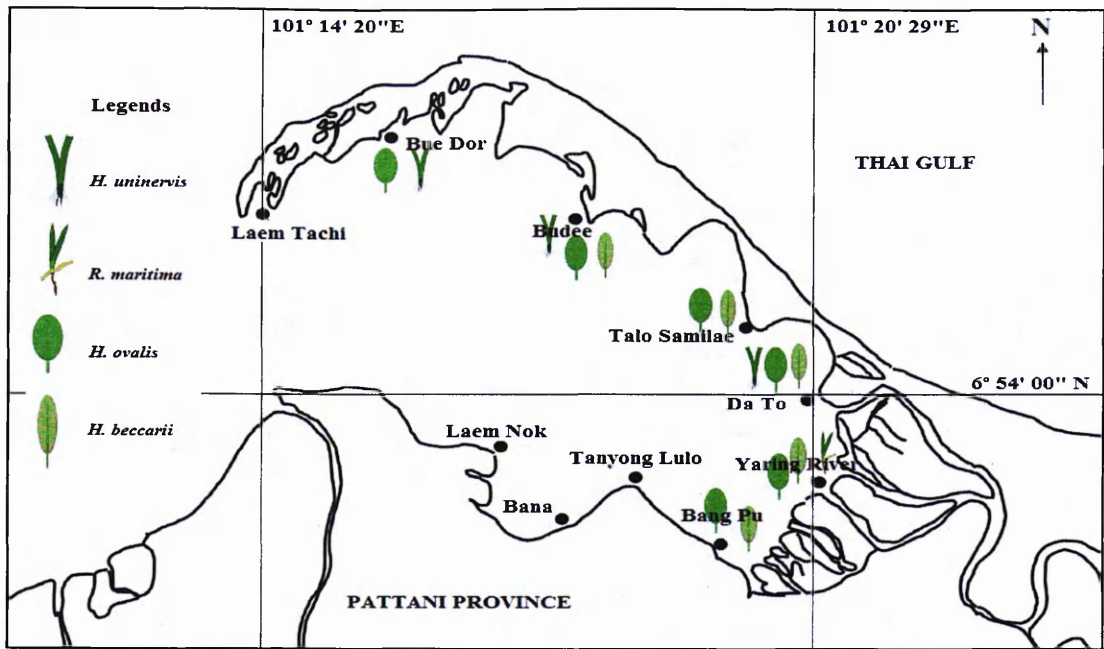 101° 14' 20"E
101° 20' 29"E
N
Legends
Bue Dor
THAI GULF
H. uninervis
Laem Tachi
Budee
R. maritima
Talo Samilae
H. ovalis
6° 54' 00" N
Da To
H. beccarii
Laem Nok
Tanyong Lulo
Yaring River
Bana
Bang Pu
PATTANI PROVINCE